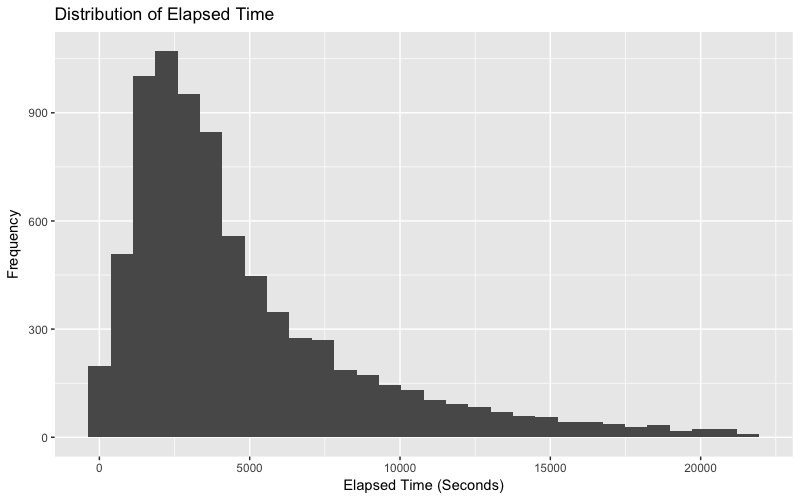 Distribution of Elapsed Time
900
600
300
0
Frequency
0 5000 10000 15000 20000
Elapsed Time (Seconds)